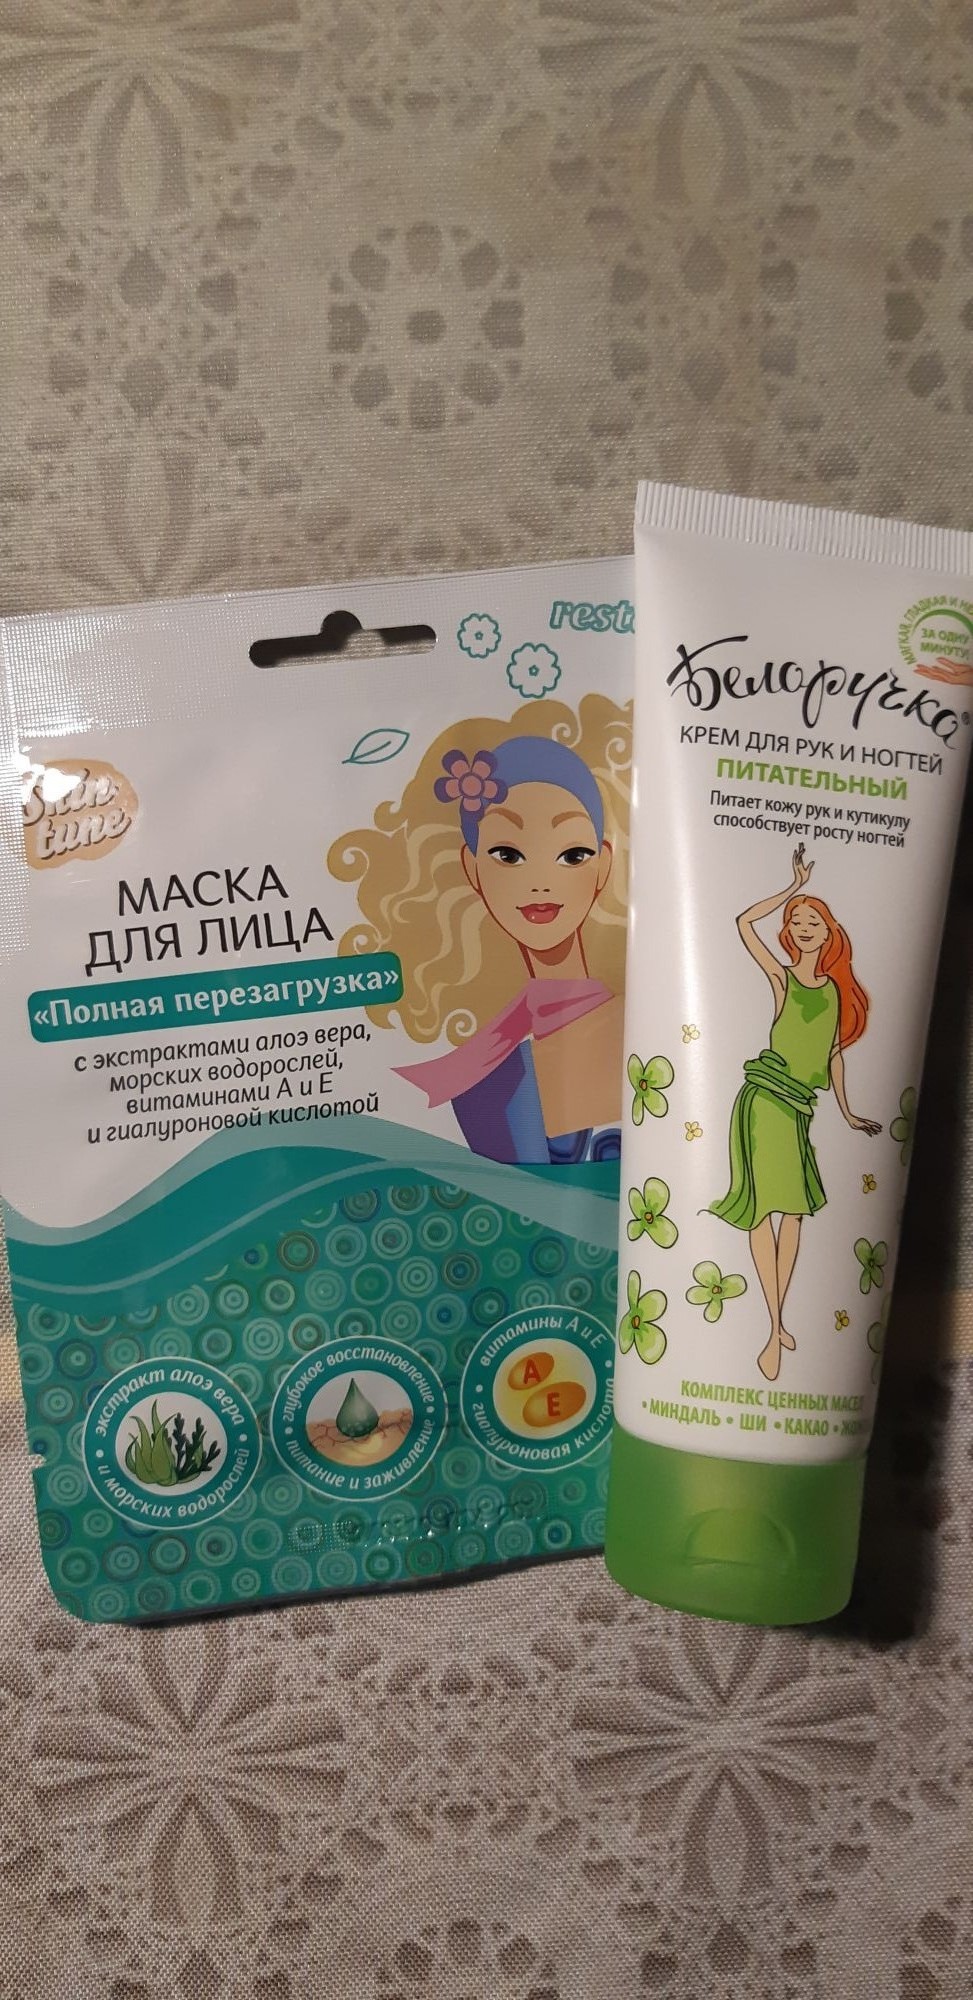 Skin
tune
МАСКА
ДЛЯ ЛИЦА
«Полная перезагрузка»
с экстрактами алоэ вера,
морских водорослей,
витаминами А и Е
и гиалуроновой кислотой
экстракт алоэ вера
и морских водорослей
глубокое восстановление
питание и заживление
витамины А и Е
гиалуроновая кислота
A
E
Белоручка®
КРЕМ ДЛЯ РУК И НОГТЕЙ
ПИТАТЕЛЬНЫЙ
Питает кожу рук и кутикулу
способствует росту ногтей
МЯГКАЯ, ГЛАДКАЯ И
ЗА ОДНУ
МИНУТУ!
КОМПЛЕКС ЦЕННЫХ МАСЕЛ
• МИНДАЛЬ • ШИ • КАКАО •